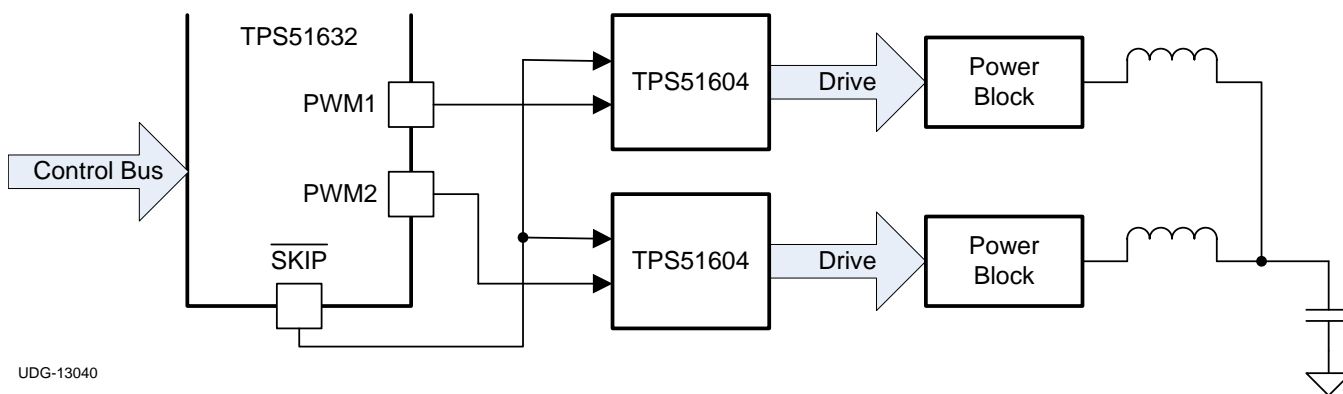 TPS51632
PWM1
PWM2
SKIP
Control Bus
TPS51604
Drive
Power
Block
TPS51604
Drive
Power
Block
UDG-13040